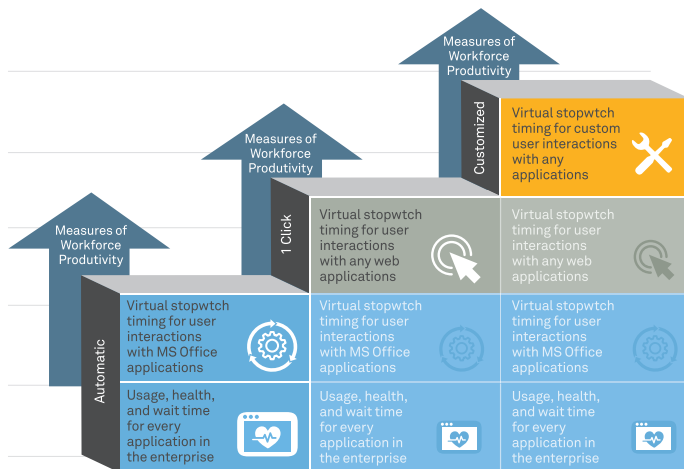 Measures of
Workforce
Produtivity
Measures of
Workforce
Produtivity
Measures of
Workforce
Produtivity
Customized
Virtual stopwtch
timing for custom
user interactions
with any
applications
1 Click
Virtual stopwtch
timing for user
interactions
with any web
applications
Virtual stopwtch
timing for user
interactions
with any web
applications
Automatic
Virtual stopwtch
timing for user
interactions
with MS Office
applications
Virtual stopwtch
timing for user
interactions
with MS Office
applications
Virtual stopwtch
timing for user
interactions
with MS Office
applications
Usage, health,
and wait time
for every
application in
the enterprise
Usage, health,
and wait time
for every
application in
the enterprise
Usage, health,
and wait time
for every
application in
the enterprise